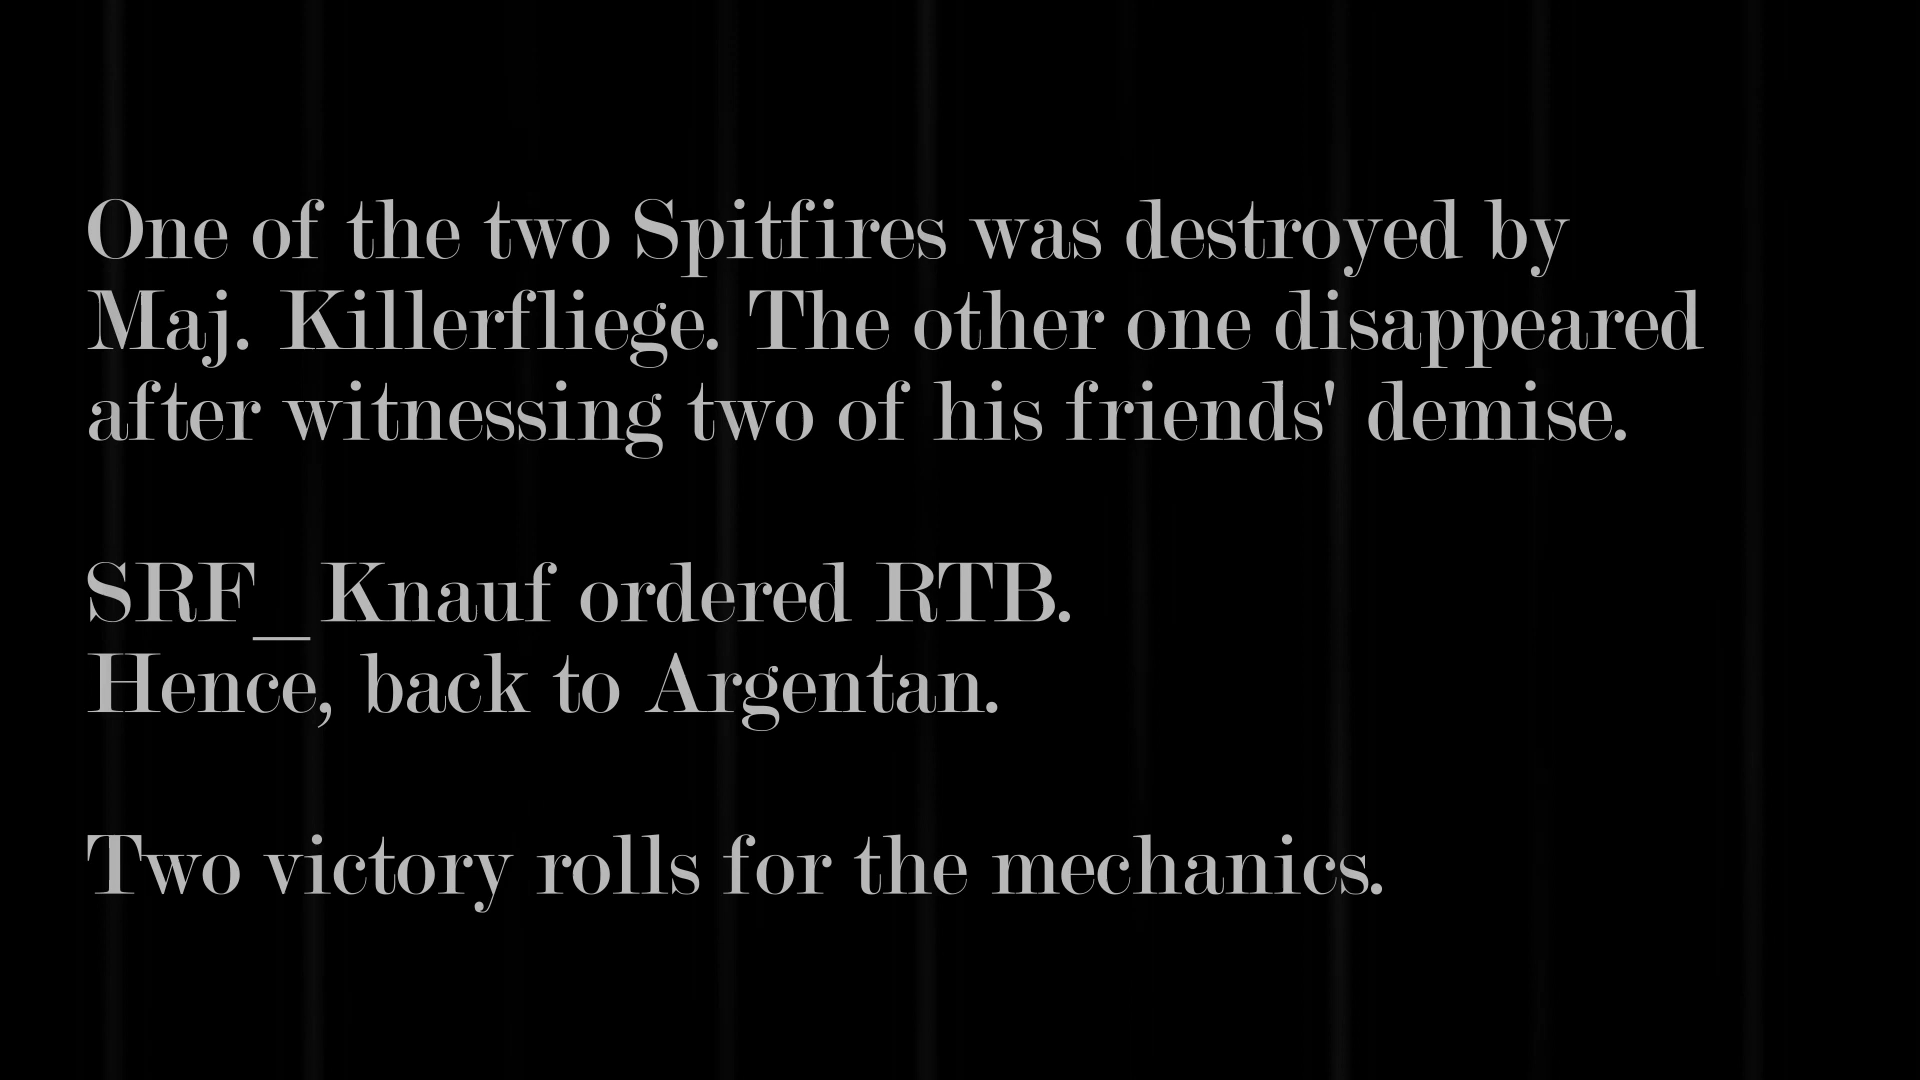 One of the two Spitfires was destroyed by
Maj. Killerfliege. The other one disappeared
after witnessing two of his friends' demise.
SRF_Knauf ordered RTB.
Hence, back to Argentan.
Two victory rolls for the mechanics.